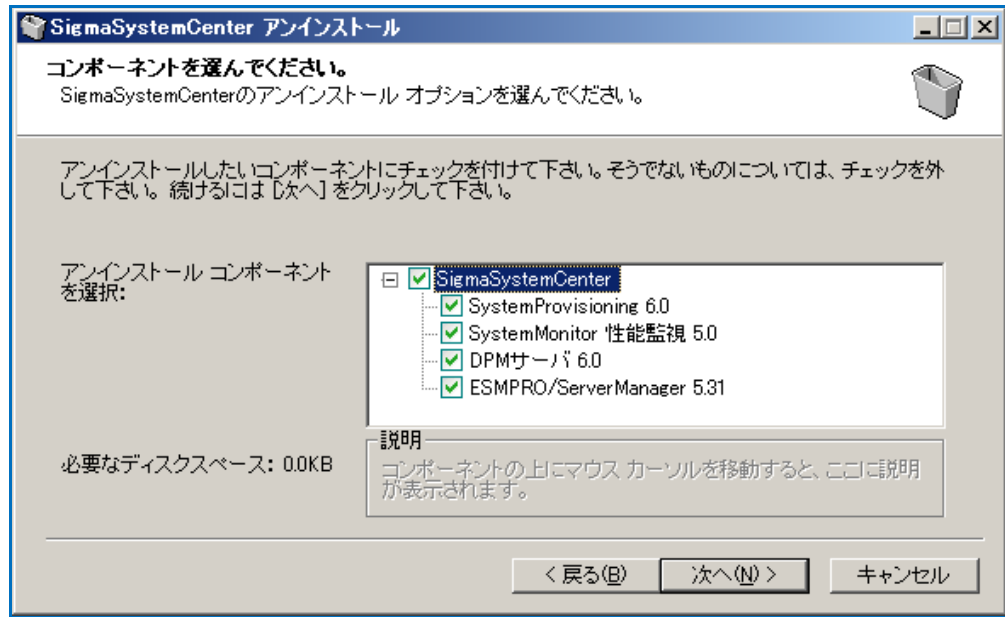 SigmaSystemCenter アンインストール
コンポーネントを選んでください。
SigmaSystemCenterのアンインストール オプションを選んでください。
アンインストールしたいコンポーネントにチェックを付けて下さい。そうでないものについては、チェックを外
して下さい。 続けるには [次へ] をクリックして下さい。
アンインストール コンポーネント
を選択:
SigmaSystemCenter
SystemProvisioning 6.0
SystemMonitor 性能監視 5.0
DPMサーバ 6.0
ESMPRO/ServerManager 5.31
必要なディスクスペース: 0.0KB
説明
コンポーネントの上にマウス カーソルを移動すると、ここに説明
が表示されます。
< 戻る(B)
次へ(N) >
キャンセル